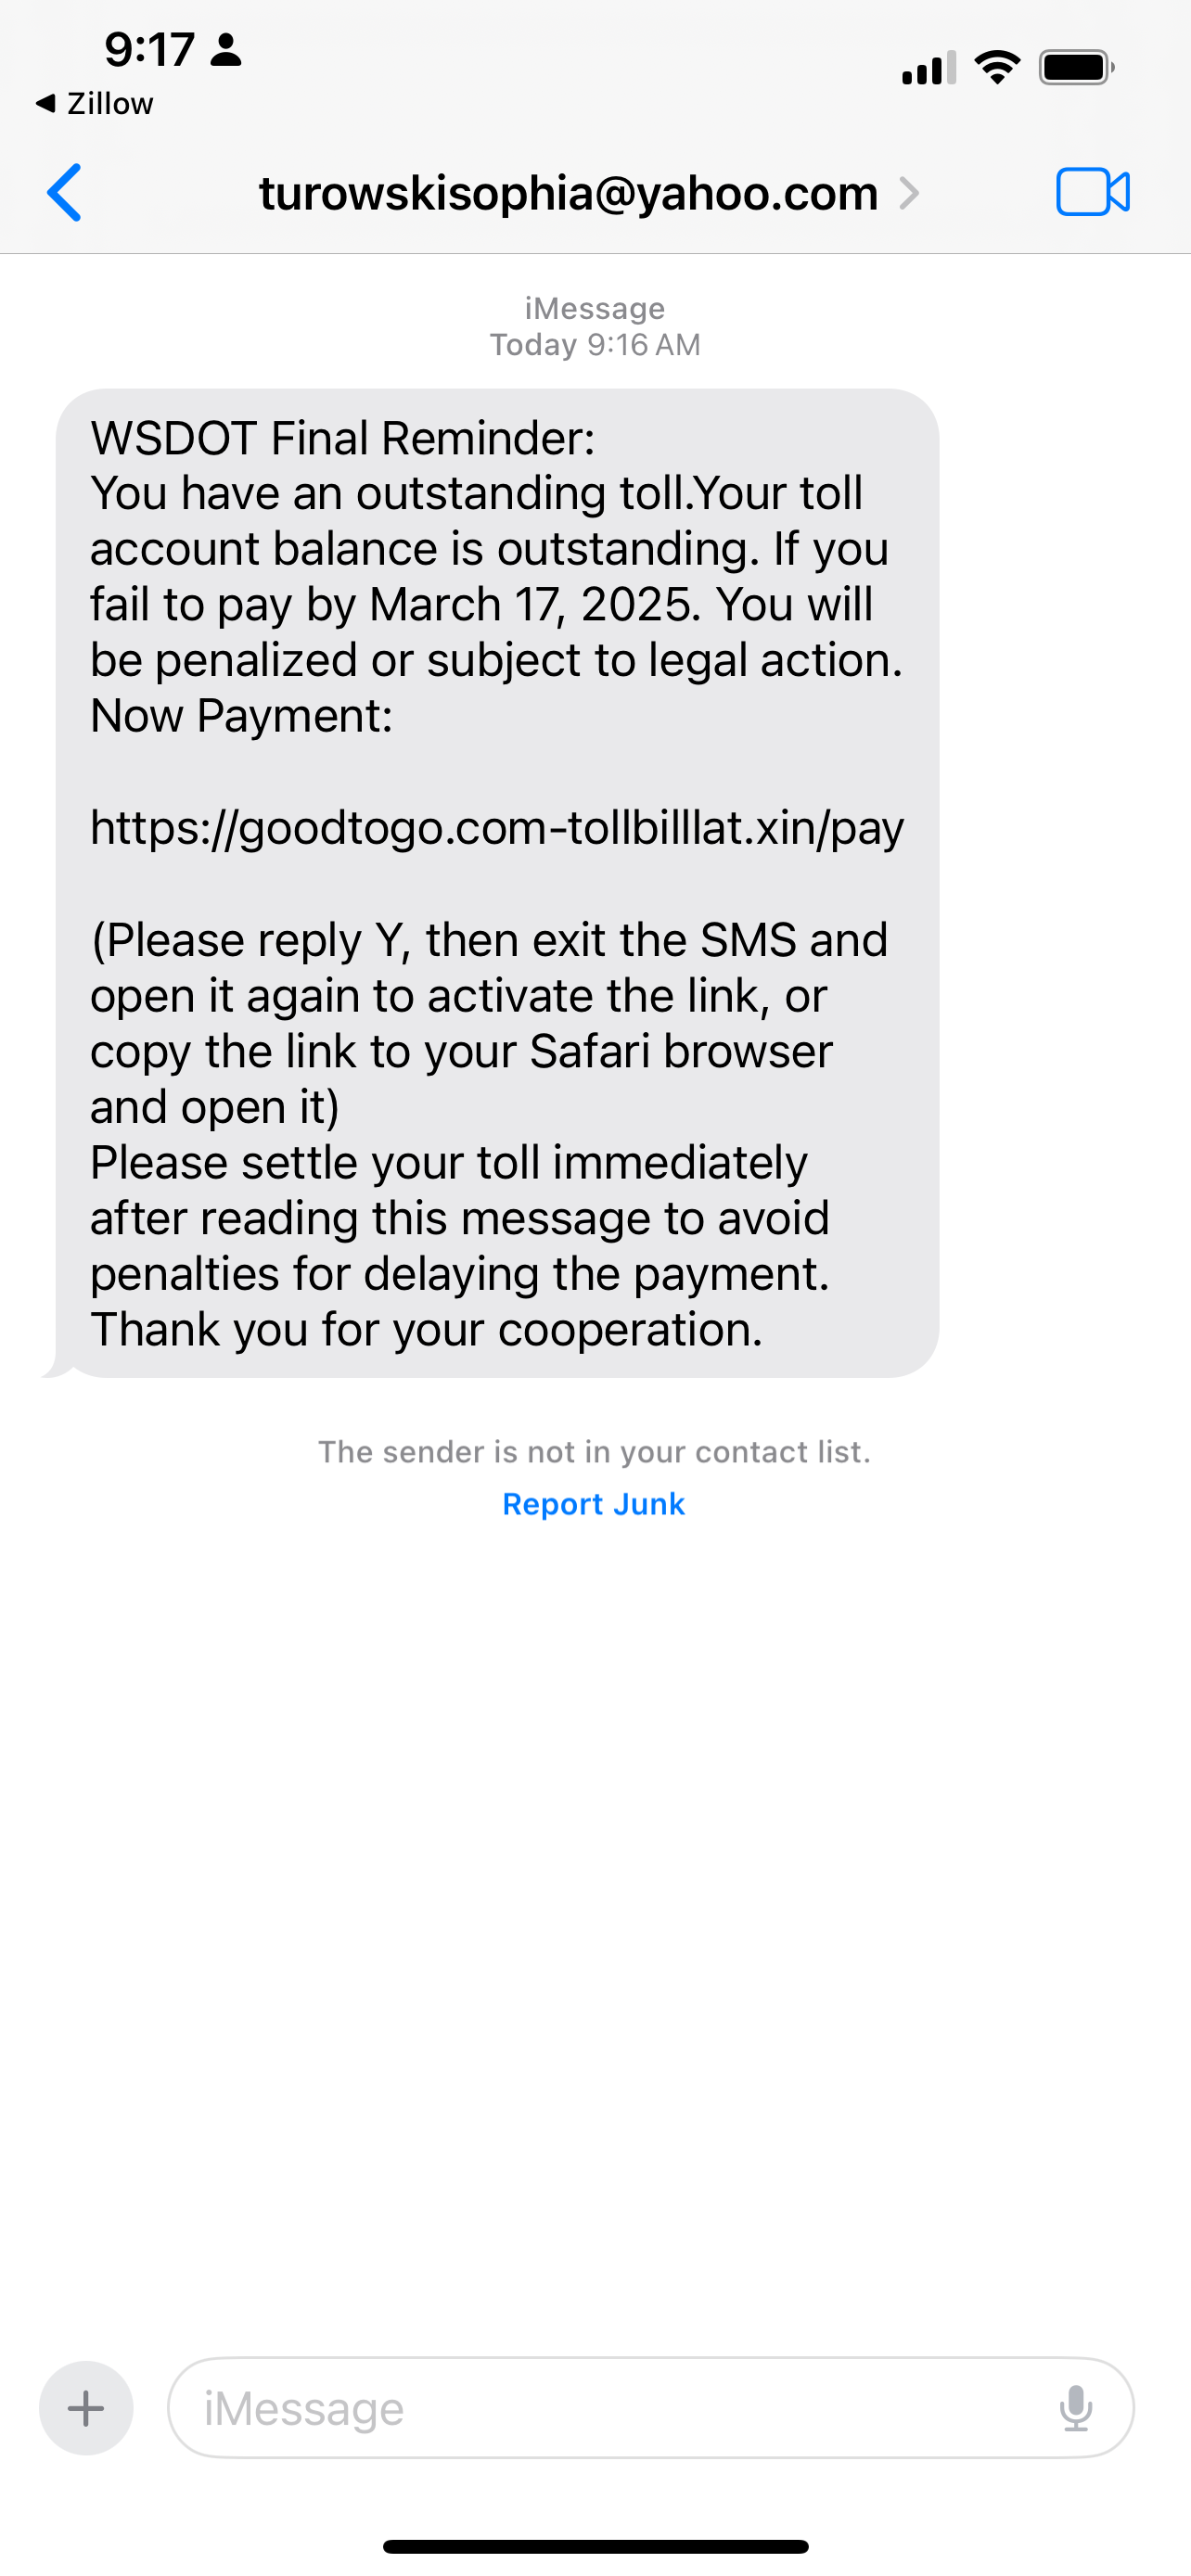 9:17
Zillow
turowskisophia@yahoo.com
iMessage
Today 9:16 AM
WSDOT Final Reminder:
You have an outstanding toll.Your toll
account balance is outstanding. If you
fail to pay by March 17, 2025. You will
be penalized or subject to legal action.
Now Payment:
https://goodtogo.com-tollbilllat.xin/pay
(Please reply Y, then exit the SMS and
open it again to activate the link, or
copy the link to your Safari browser
and open it)
Please settle your toll immediately
after reading this message to avoid
penalties for delaying the payment.
Thank you for your cooperation.
The sender is not in your contact list.
Report Junk
iMessage